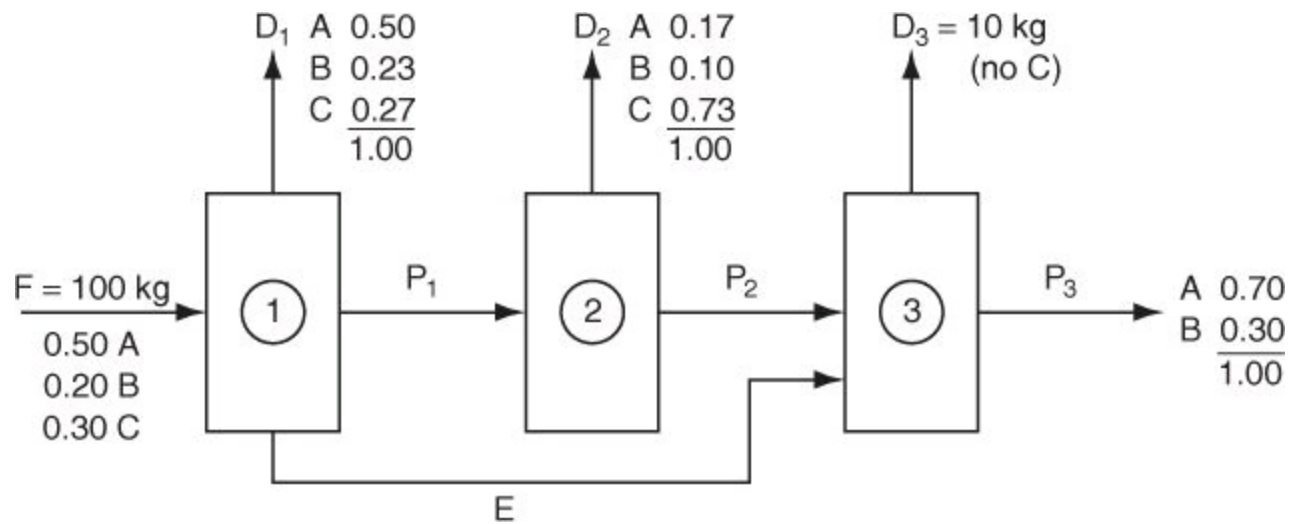 D₁ A 0.50
B 0.23
C 0.27
1.00
D₂ A 0.17
B 0.10
C 0.73
1.00
D₃ = 10 kg
(no C)
F = 100 kg
0.50 A
0.20 B
0.30 C
1
P₁
2
P₂
3
P₃
A 0.70
B 0.30
1.00
E